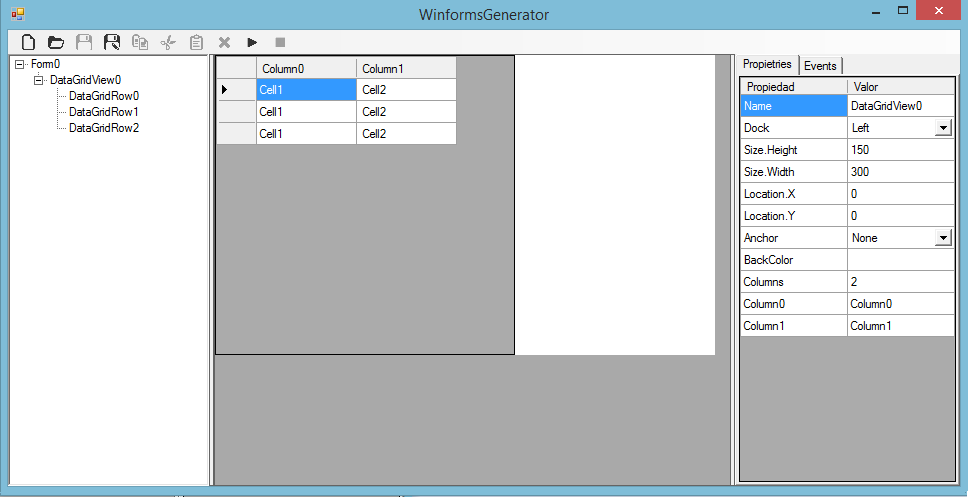 WinformsGenerator
Form0
DataGridView0
DataGridRow0
DataGridRow1
DataGridRow2
Column0 Column1
Cell1 Cell2
Cell1 Cell2
Cell1 Cell2
Propietries Events
Propiedad Valor
Name DataGridView0
Dock Left
Size.Height 150
Size.Width 300
Location.X 0
Location.Y 0
Anchor None
BackColor
Columns 2
Column0 Column0
Column1 Column1